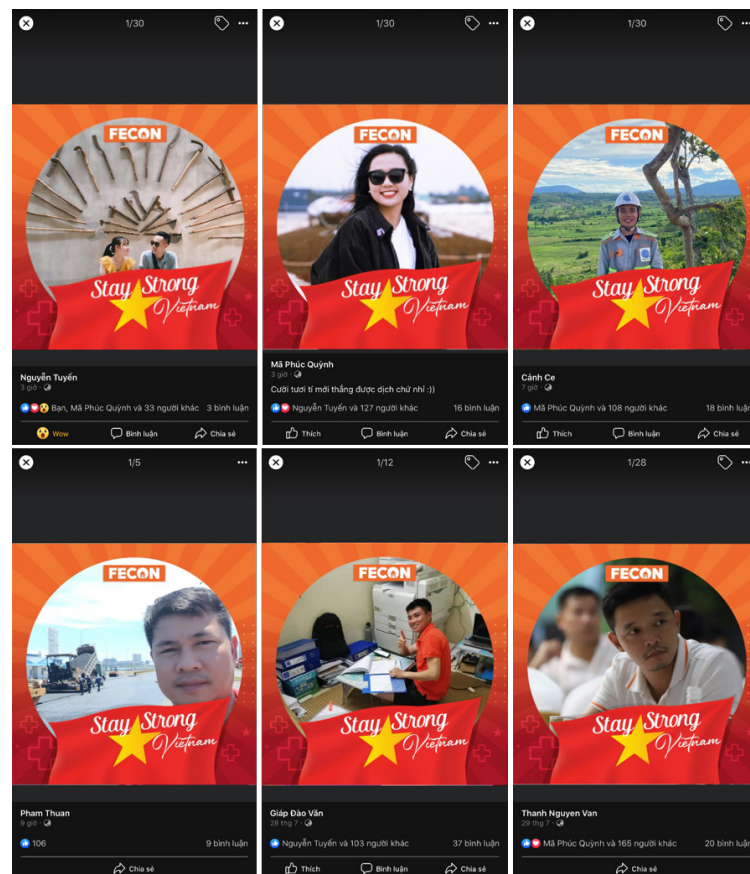 1/30
FECON
Stay Strong
Vietnam
Nguyễn Tuyến
3 giờ ·
Bạn, Mã Phúc Quỳnh và 33 người khác 3 bình luận
Wow Bình luận Chia sẻ
1/30
FECON
Stay Strong
Vietnam
Mã Phúc Quỳnh
3 giờ ·
Cười tươi tí mới thắng được dịch chứ nhỉ :))
Nguyễn Tuyến và 127 người khác 16 bình luận
Thích Bình luận Chia sẻ
1/30
FECON
Stay Strong
Vietnam
Cảnh Ce
7 giờ ·
Mã Phúc Quỳnh và 108 người khác 18 bình luận
Thích Bình luận Chia sẻ
1/5
FECON
Stay Strong
Vietnam
Pham Thuan
9 giờ ·
106 9 bình luận
Chia sẻ
1/12
FECON
Stay Strong
Vietnam
Giáp Đào Văn
28 thg 7 ·
Nguyễn Tuyến và 103 người khác 37 bình luận
Thích Bình luận Chia sẻ
1/28
FECON
Stay Strong
Vietnam
Thanh Nguyen Van
29 thg 7 ·
Mã Phúc Quỳnh và 165 người khác 20 bình luận
Chia sẻ